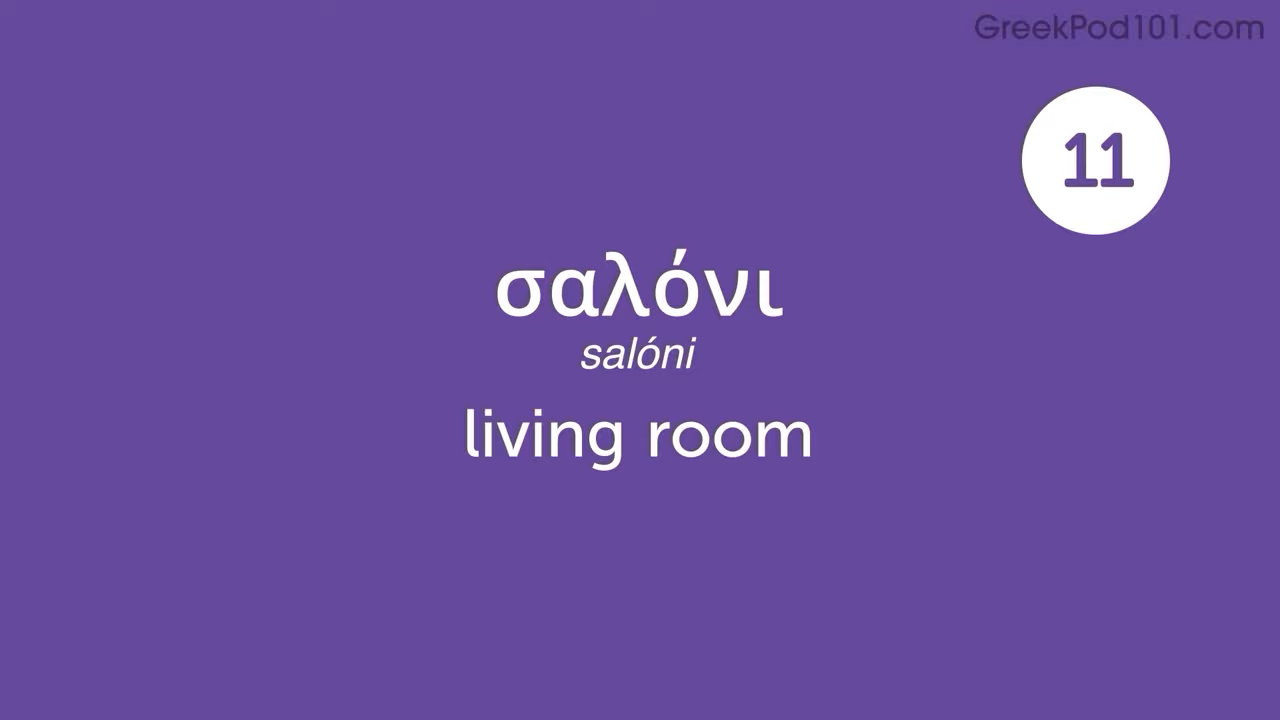 GreekPod101.com
11
σαλόνι
salóni
living room